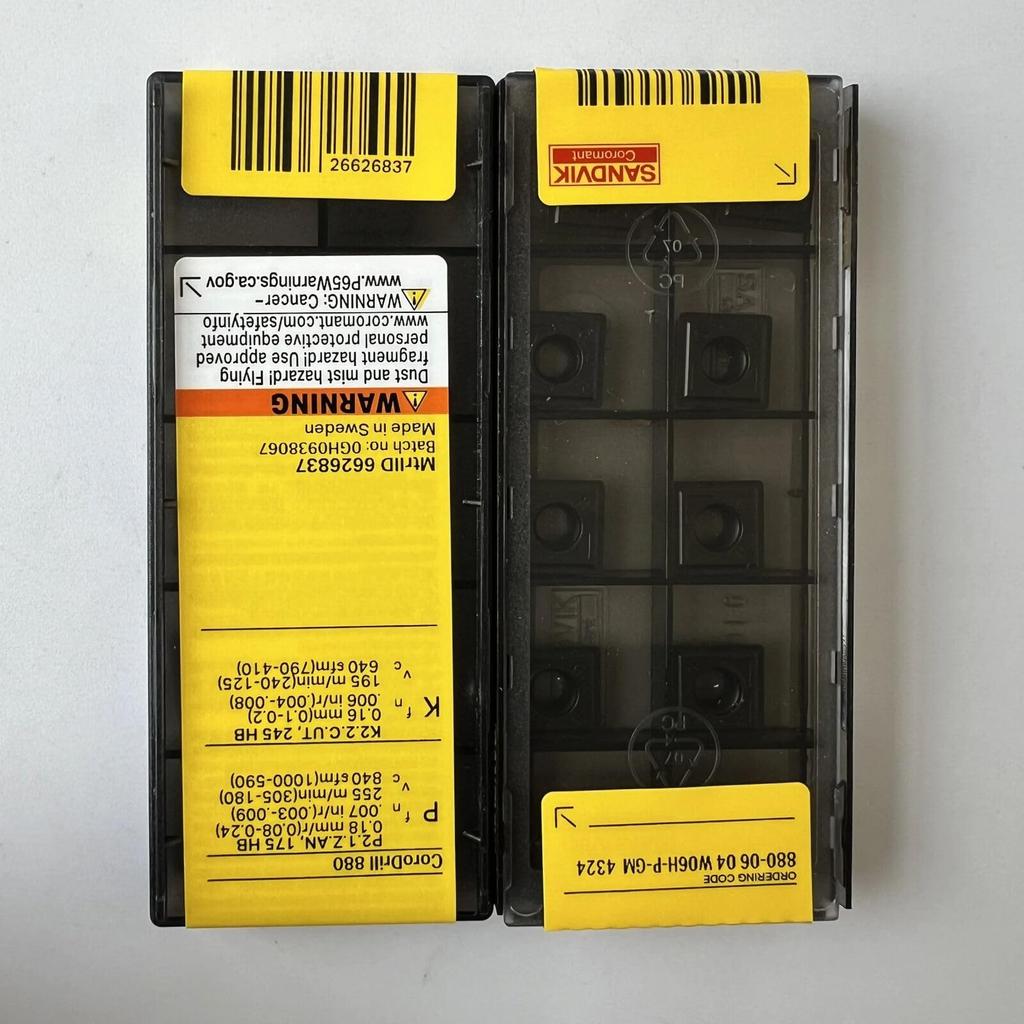 26626837
CoroDrill 880
P
P2.1.Z.AN, 175 HB
fn 0.18 mm/r(0.08-0.24)
.007 in/r(.003-.009)
vc 255 m/min(305-180)
840 sfm(1000-590)
K
K2.2.C.UT, 245 HB
fn 0.16 mm(0.1-0.2)
.006 in/r(.004-.008)
vc 195 m/min(240-125)
640 sfm(790-410)
MtrlID 6626837
Batch no: 0GH0938067
Made in Sweden
WARNING
Dust and mist hazard! Flying
fragment hazard! Use approved
personal protective equipment
www.coromant.com/safetyinfo
WARNING: Cancer–
www.P65Warnings.ca.gov
ORDERING CODE
880-06 04 W06H-P-GM 4324
07
PC
07
PC
SANDVIK
Coromant